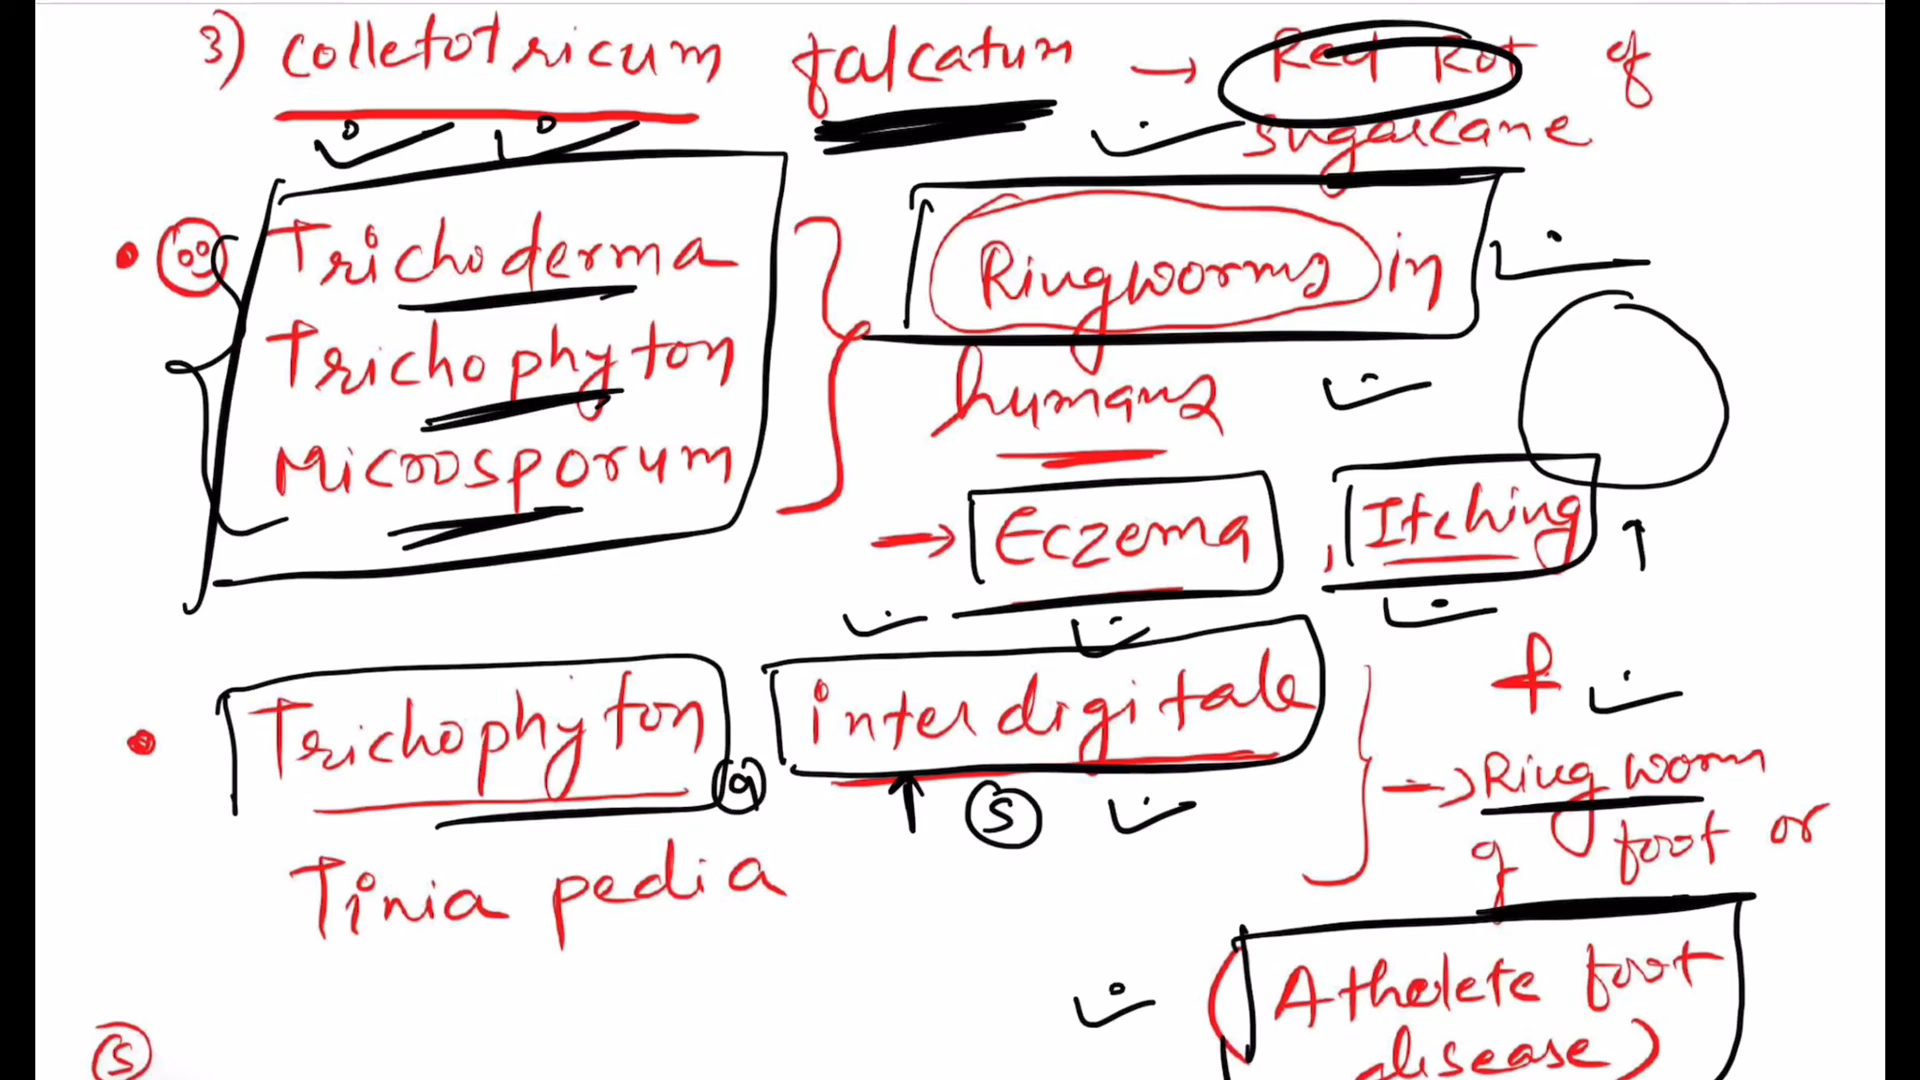 3) Colletotricum falcatum → Red Rot of
sugarcane
Trichoderma
Trichophyton
Microsporum
Ringworms in
humans
→ Eczema, Itching
Trichophyton interdigitale
(g) (s)
Tinia pedia
f
→ Ring worm
of foot or
(Athelete foot
disease)
(s)